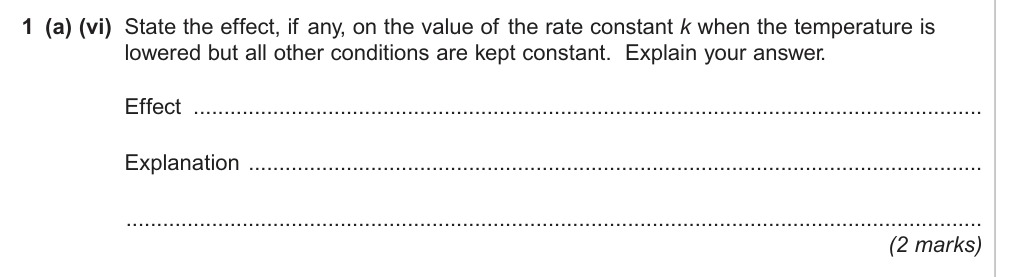 1 (a) (vi) State the effect, if any, on the value of the rate constant k when the temperature is
lowered but all other conditions are kept constant. Explain your answer.
Effect ..........................................................................................................................................
Explanation ................................................................................................................................
......................................................................................................................................................
(2 marks)